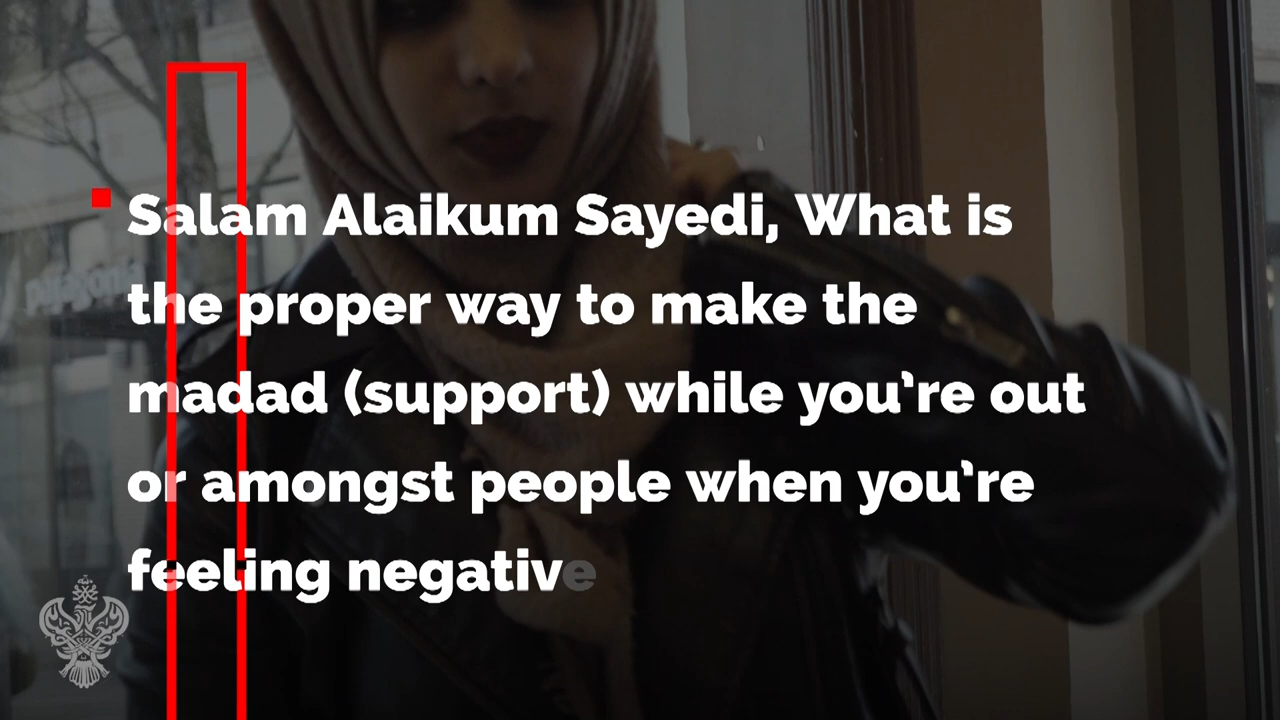 Salam Alaikum Sayedi, What is
the proper way to make the
madad (support) while you’re out
or amongst people when you’re
feeling negative
patagonia